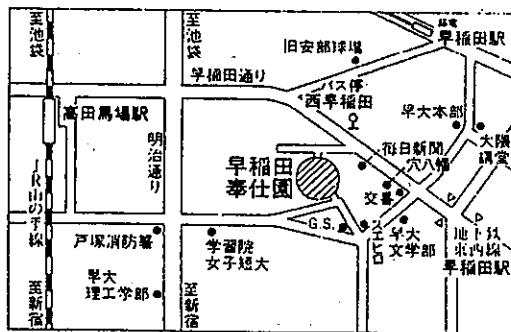 至池袋
至池袋
都電
早稲田駅
旧安部球場
早稲田通り
バス停
西早稲田
高田馬場駅
早大本部
大隈
講堂
明治通り
毎日新聞
穴八幡
早稲田
奉仕園
交番
JR山の手線
G.S.
戸塚消防署
学習院
女子短大
早大
文学部
地下鉄
東西線
早稲田駅
早大
理工学部
至新宿
至新宿